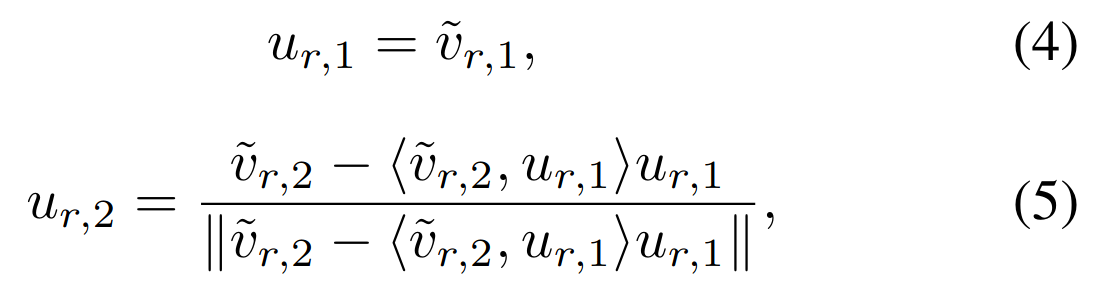 u_{r,1} = \tilde{v}_{r,1}, (4)
u_{r,2} = \frac{\tilde{v}_{r,2} - \langle \tilde{v}_{r,2}, u_{r,1} \rangle u_{r,1}}{\| \tilde{v}_{r,2} - \langle \tilde{v}_{r,2}, u_{r,1} \rangle u_{r,1} \|}, (5)